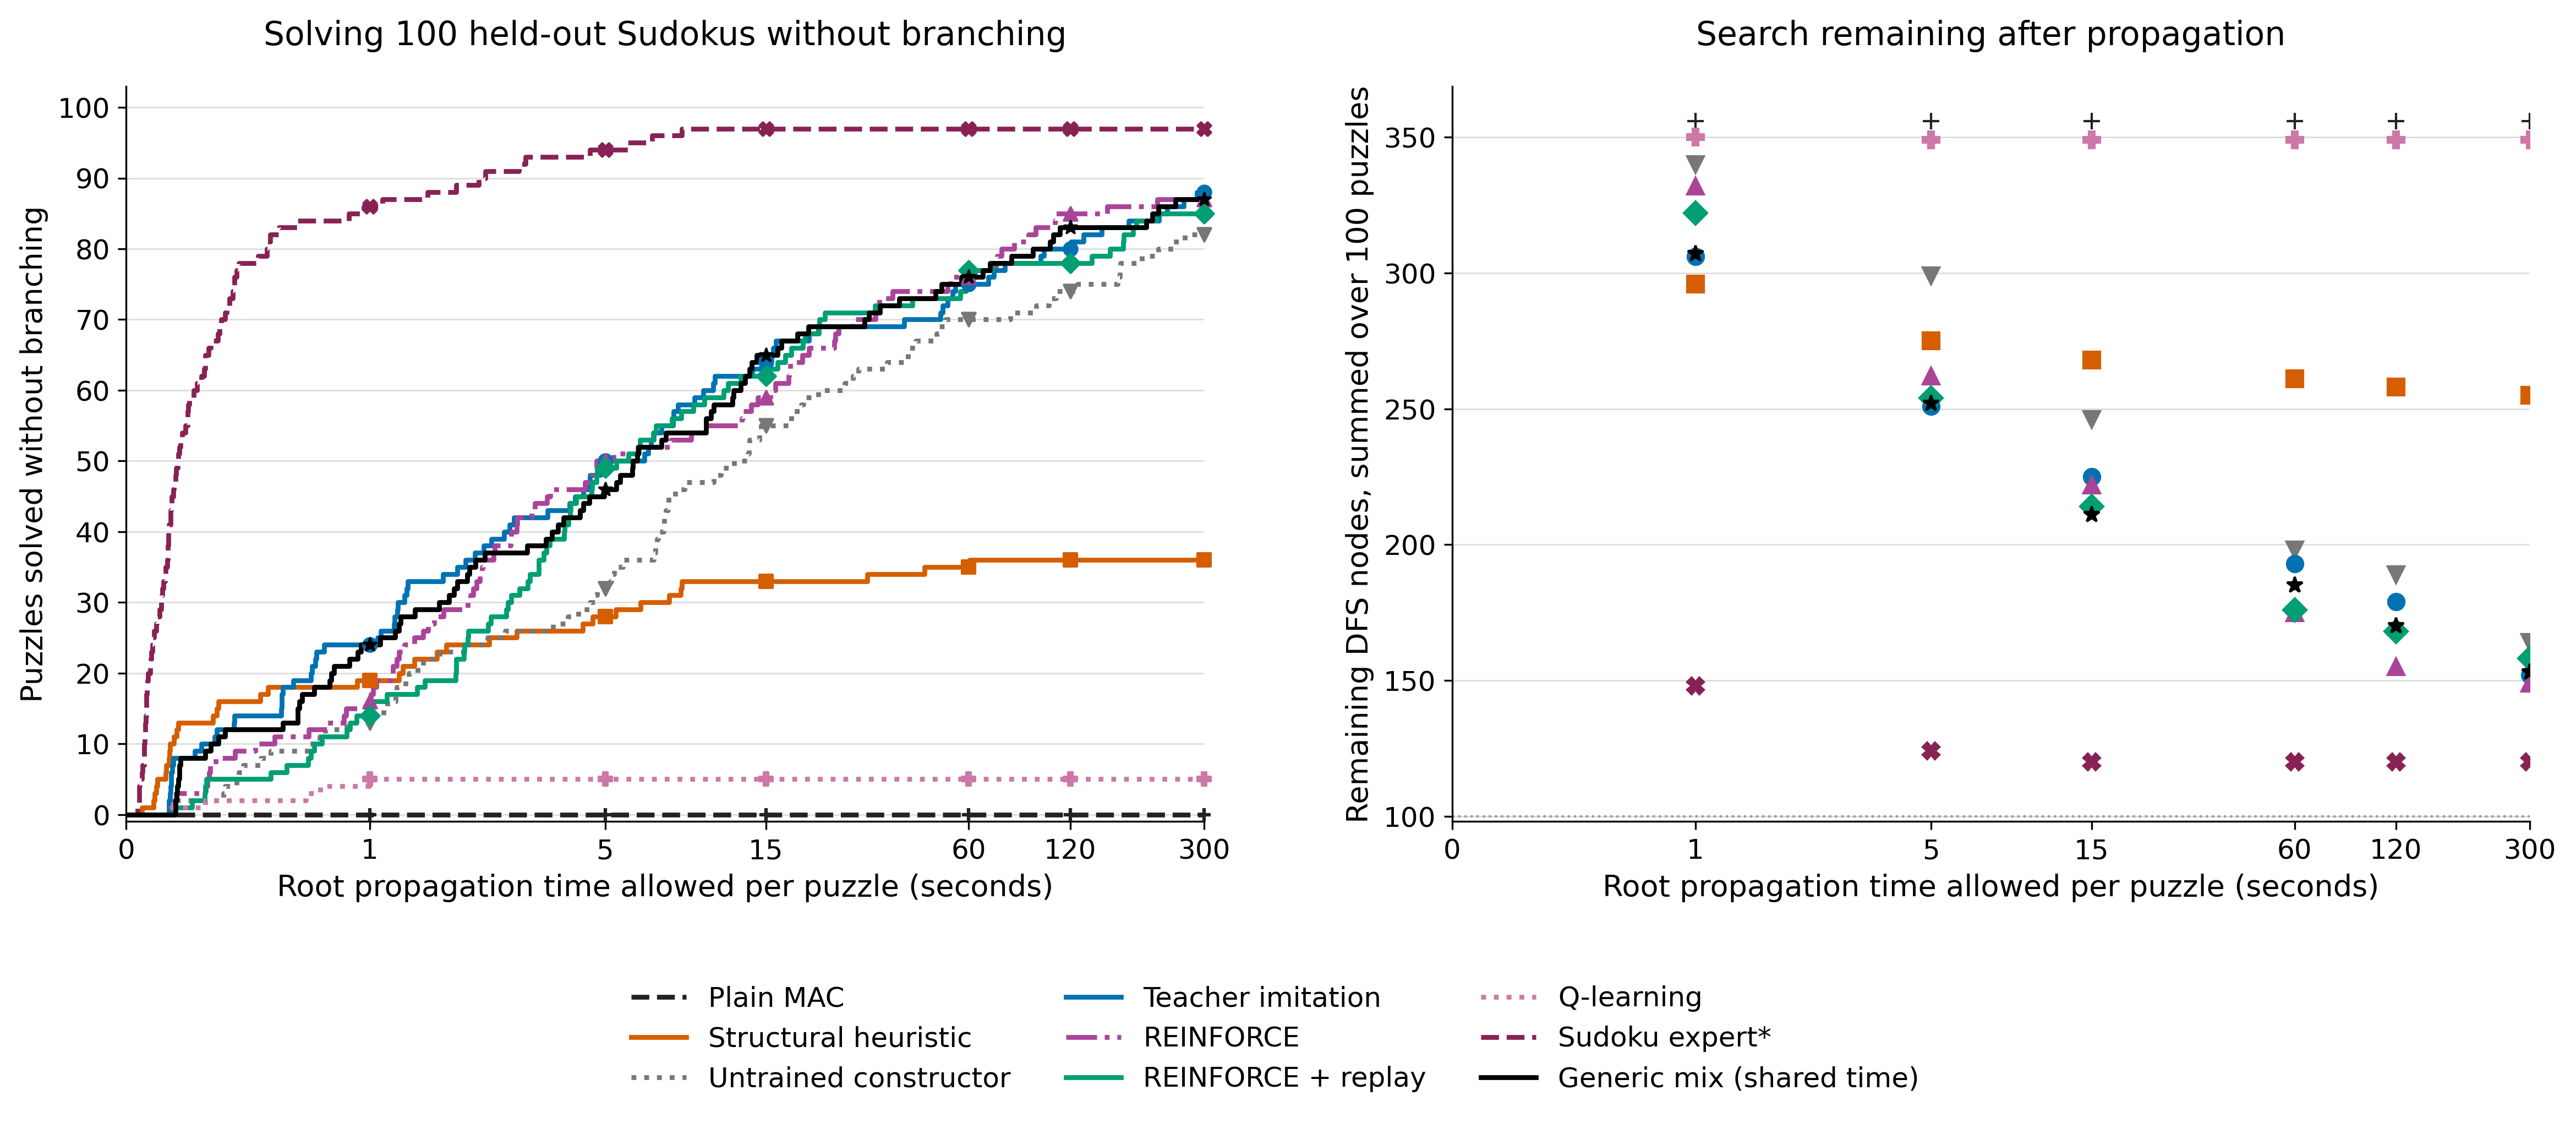 Solving 100 held-out Sudokus without branching
Puzzles solved without branching
100
90
80
70
60
50
40
30
20
10
0
0 1 5 15 60 120 300
Root propagation time allowed per puzzle (seconds)
Search remaining after propagation
Remaining DFS nodes, summed over 100 puzzles
350
300
250
200
150
100
0 1 5 15 60 120 300
Root propagation time allowed per puzzle (seconds)
Plain MAC
Structural heuristic
Untrained constructor
Teacher imitation
REINFORCE
REINFORCE + replay
Q-learning
Sudoku expert*
Generic mix (shared time)